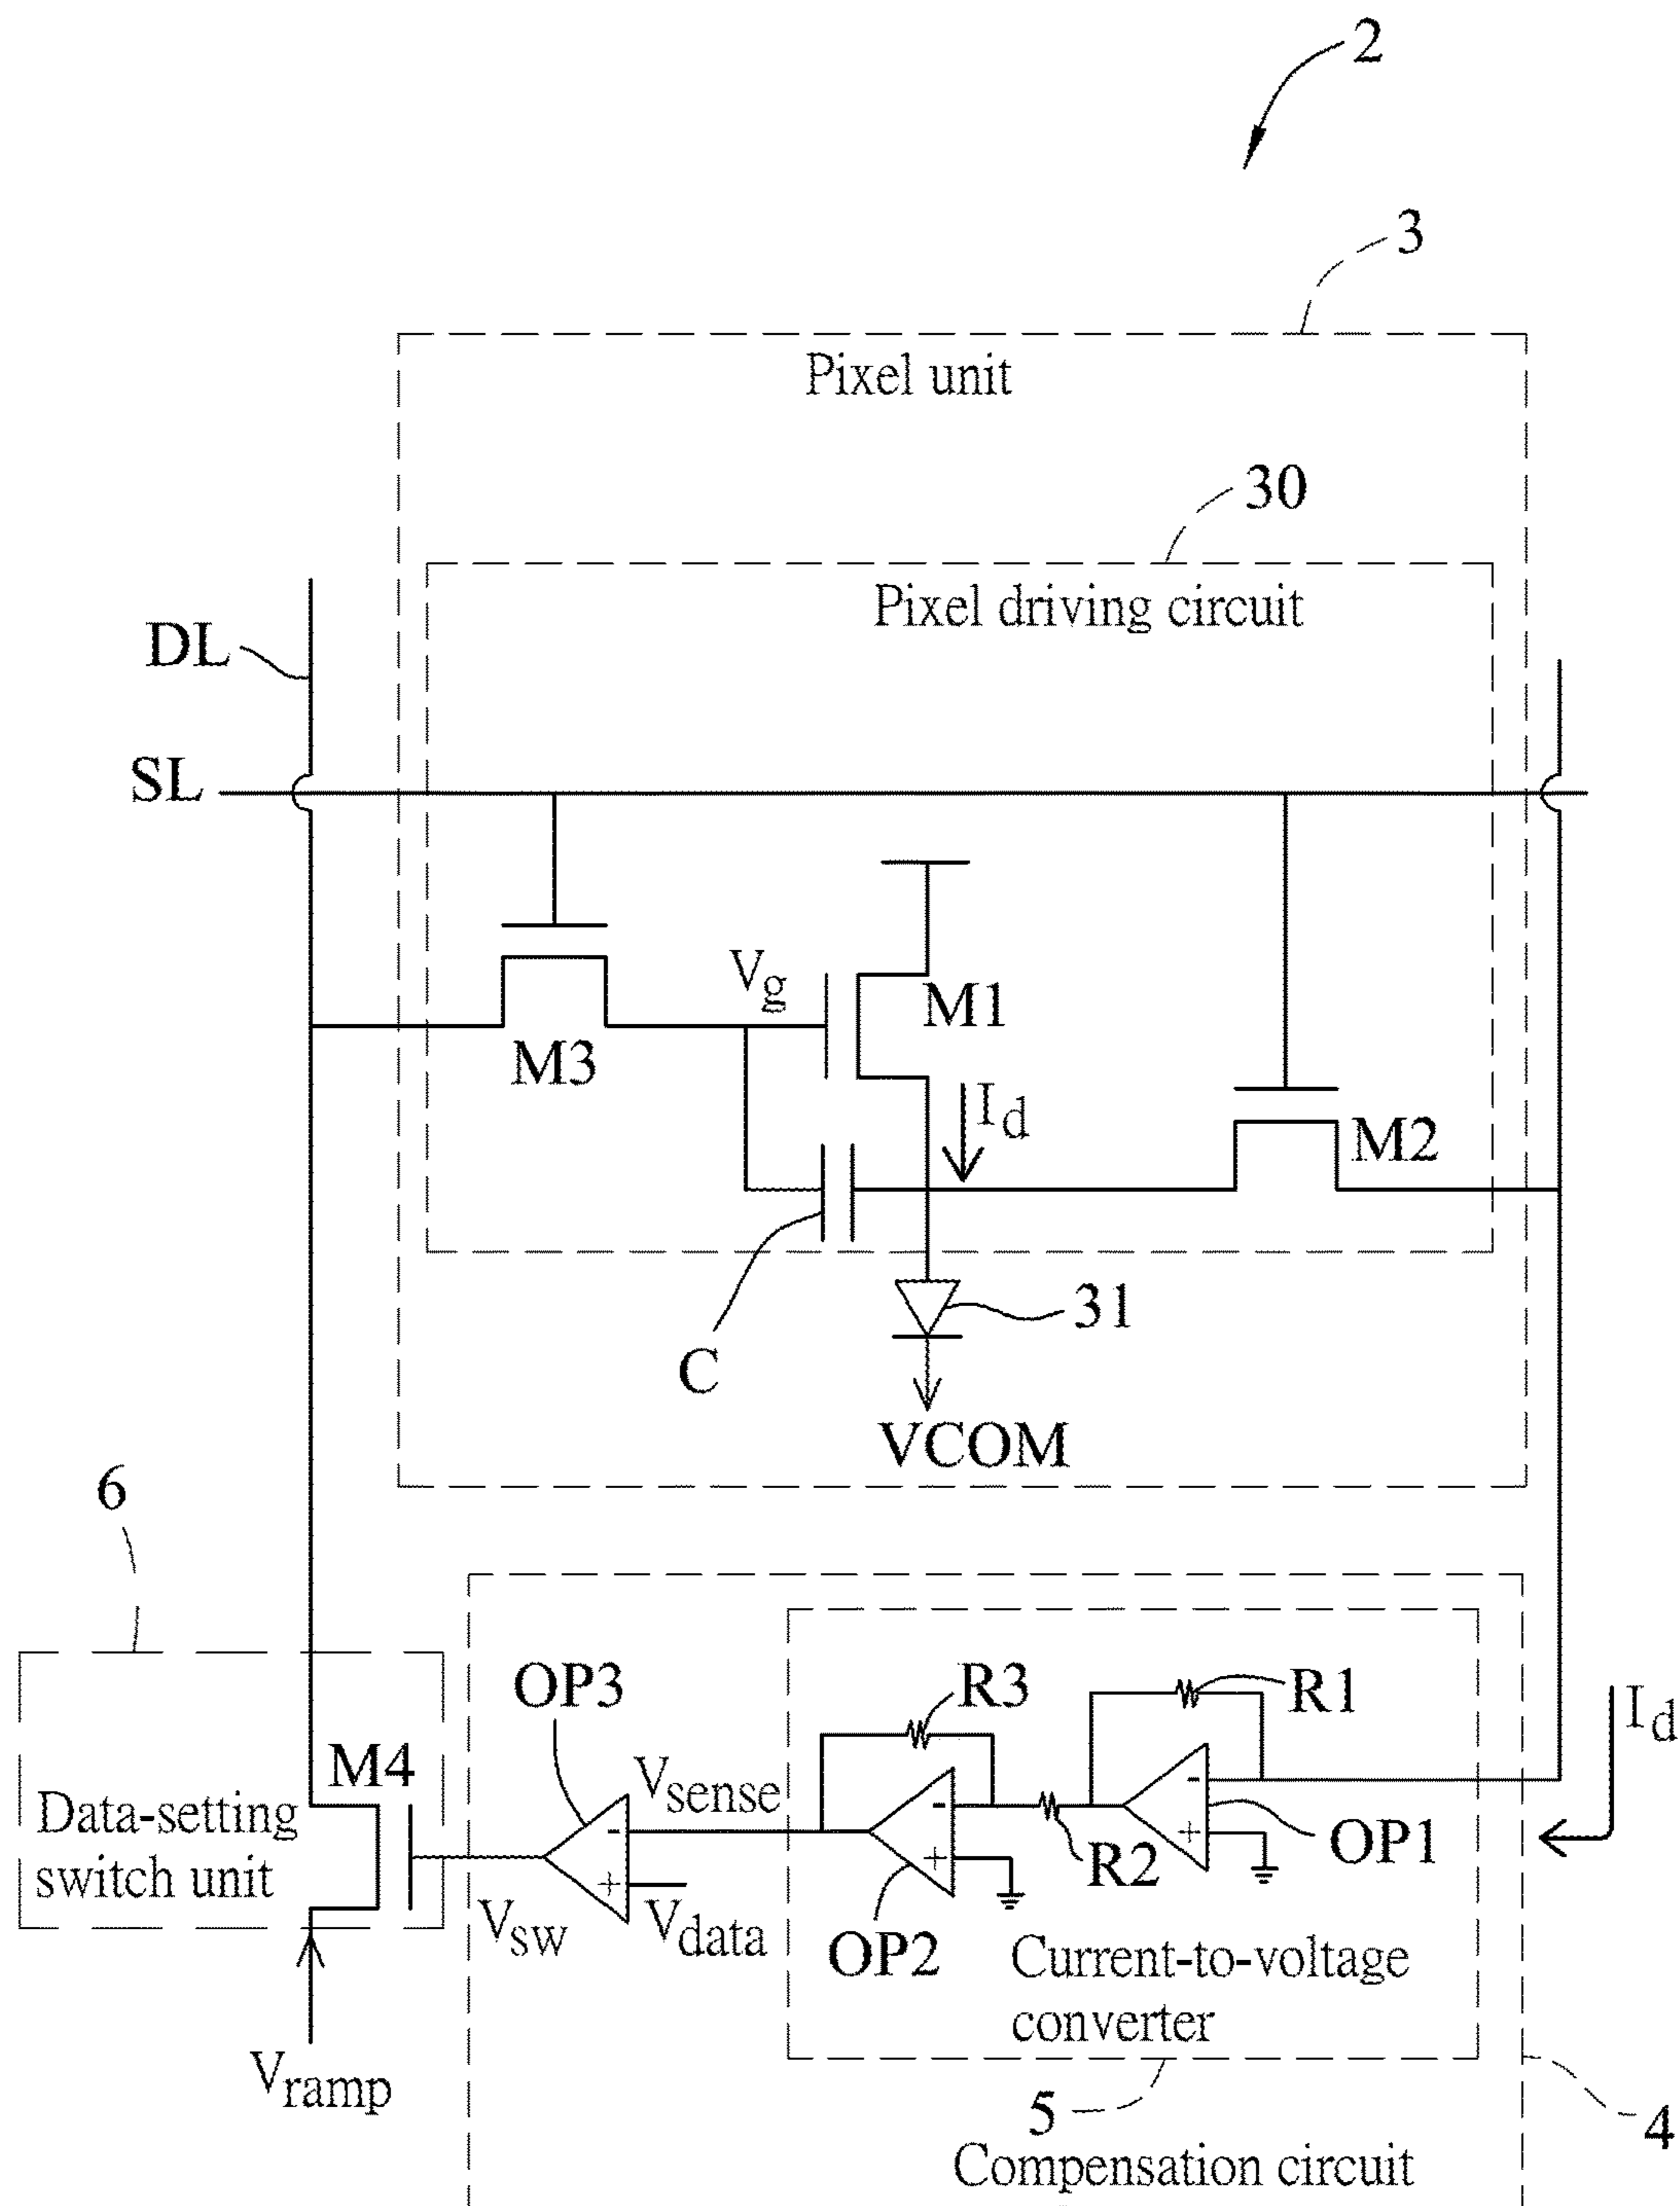 2
3
Pixel unit
30
Pixel driving circuit
DL
SL
Vg
M1
M3
Id
M2
31
C
VCOM
6
OP3
R3
R1
Id
M4
Vsense
Data-setting
switch unit
OP1
R2
Vsw
Vdata
OP2
Current-to-voltage
converter
Vramp
5
4
Compensation circuit